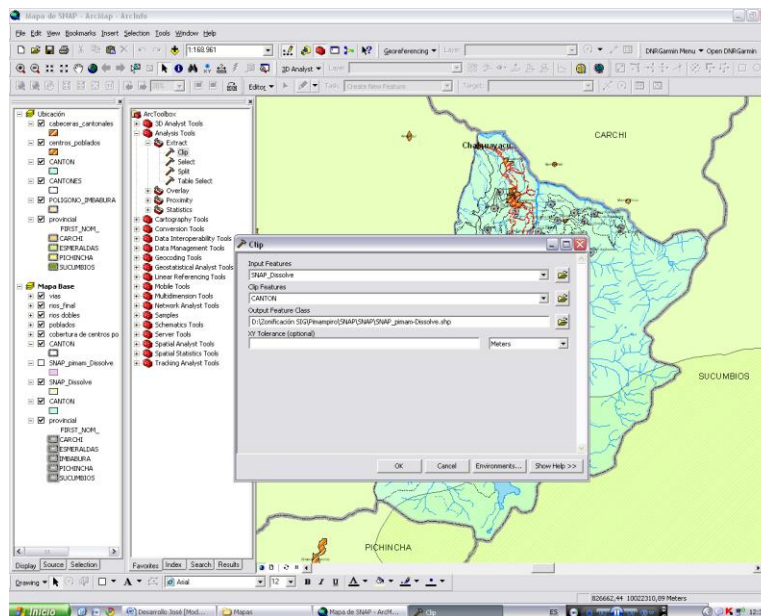 Mapa de SNAP - ArcMap - ArcInfo
File Edit View Bookmarks Insert Selection Tools Window Help
1:168,961
Georeferencing
Layer:
DNRGarmin Menu
Open DNRGarmin
3D Analyst
Layer:
Editor
Task: Create New Feature
Target:
Ubicación
cabeceras_cantonales
centros_poblados
CANTON
CANTONES
POLIGONO_IMBABURA
provincial
FIRST_NOM_
CARCHI
ESMERALDAS
PICHINCHA
SUCUMBIOS
Mapa Base
vias
rios_final
rios dobles
poblados
cobertura de centros po
CANTON
SNAP_pimam_Dissolve
SNAP_Dissolve
CANTON
provincial
FIRST_NOM_
CARCHI
ESMERALDAS
IMBABURA
PICHINCHA
SUCUMBIOS
Display Source Selection
ArcToolbox
3D Analyst Tools
Analysis Tools
Extract
Clip
Select
Split
Table Select
Overlay
Proximity
Statistics
Cartography Tools
Conversion Tools
Data Interoperability Tools
Data Management Tools
Geocoding Tools
Geostatistical Analyst Tools
Linear Referencing Tools
Mobile Tools
Multidimension Tools
Network Analyst Tools
Samples
Schematics Tools
Server Tools
Spatial Analyst Tools
Spatial Statistics Tools
Tracking Analyst Tools
Favorites Index Search Results
CARCHI
SUCUMBIOS
PICHINCHA
Clip
Input Features
SNAP_Dissolve
Clip Features
CANTON
Output Feature Class
D:\Zonificación SIG\Pimampiro\SNAP\SNAP\SNAP_pimam-Dissolve.shp
XY Tolerance (optional)
Meters
OK Cancel Environments... Show Help >>
Drawing
Arial
12
B I U A
826662,44 10022310,89 Meters
Inicio
Desarrollo José [Mod...
Mapas
Mapa de SNAP - ArcM...
Clip
ES